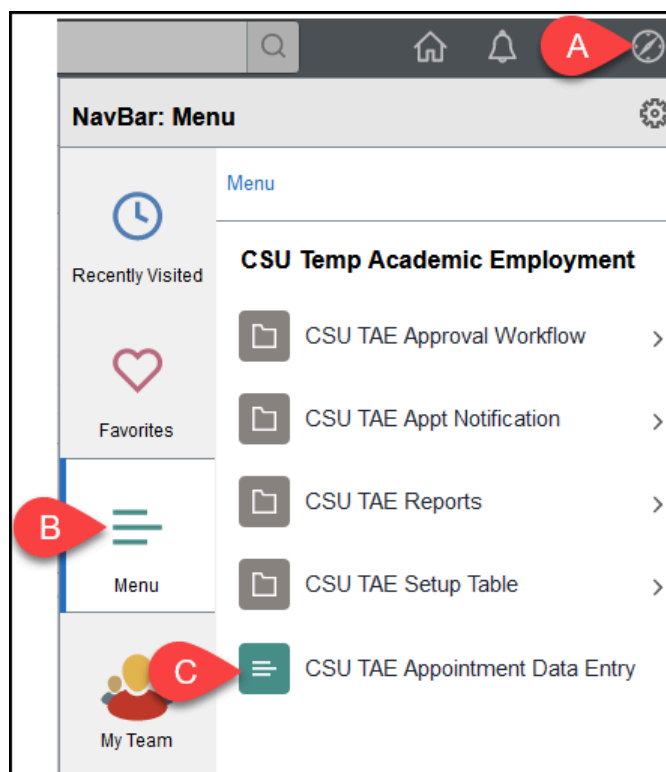 A
NavBar: Menu
Menu
Recently Visited
CSU Temp Academic Employment
CSU TAE Approval Workflow
Favorites
CSU TAE Appt Notification
B
CSU TAE Reports
Menu
CSU TAE Setup Table
C
CSU TAE Appointment Data Entry
My Team